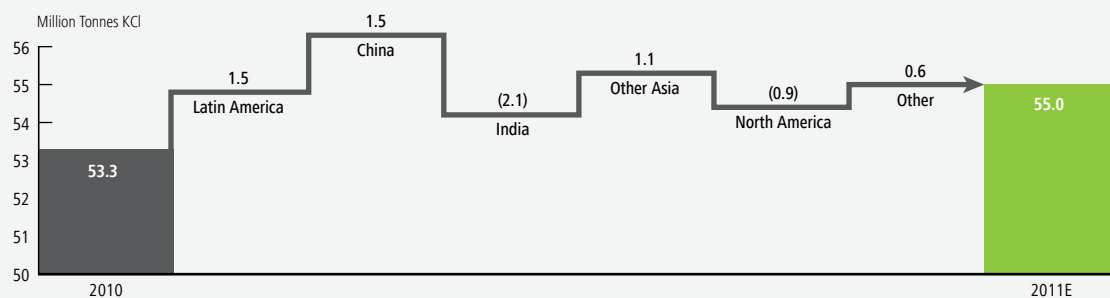 Million Tonnes KCl
56
55
54
53
52
51
50
53.3
1.5
Latin America
1.5
China
(2.1)
India
1.1
Other Asia
(0.9)
North America
0.6
Other
55.0
2010
2011E